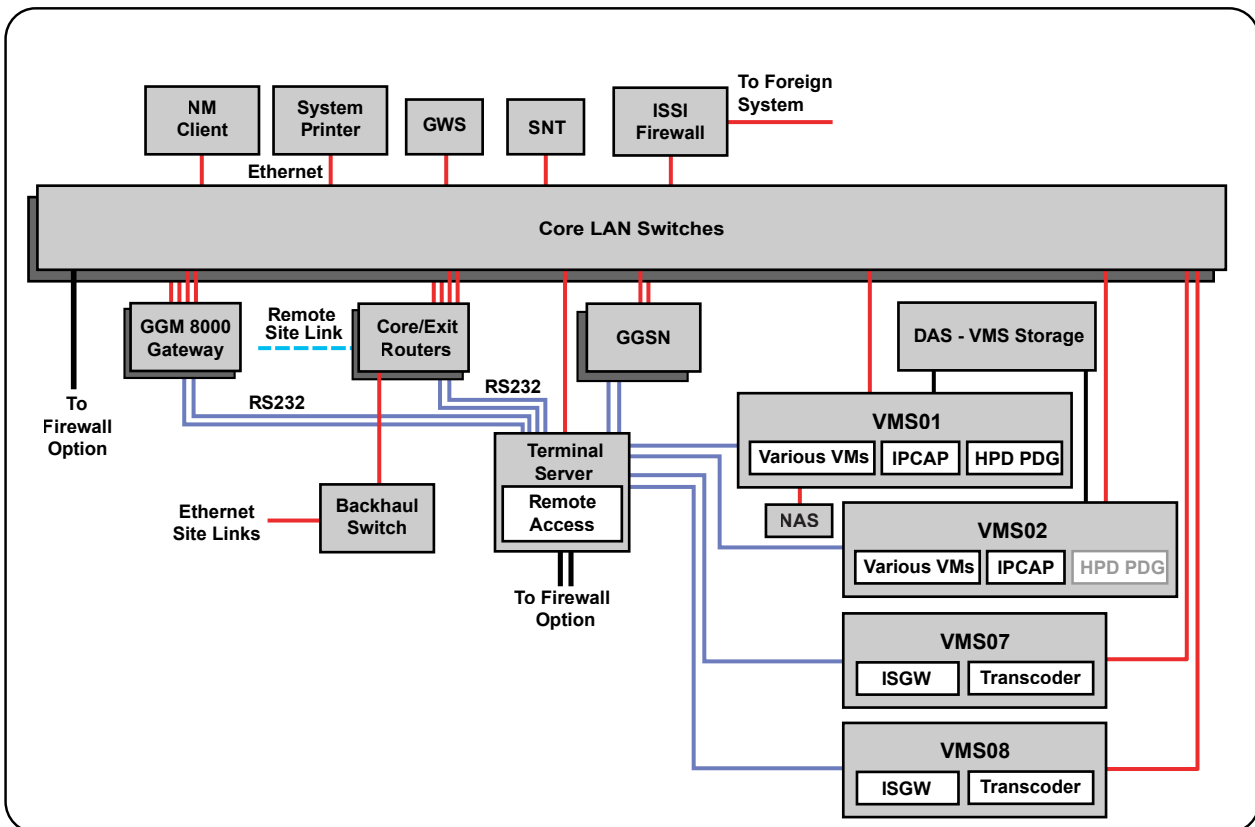 To Foreign
System
NM
Client
System
Printer
GWS
SNT
ISSI
Firewall
Ethernet
Core LAN Switches
GGM 8000
Gateway
Remote
Site Link
Core/Exit
Routers
GGSN
DAS - VMS Storage
To
Firewall
Option
RS232
RS232
VMS01
Various VMs
IPCAP
HPD PDG
Terminal
Server
Remote
Access
NAS
Ethernet
Site Links
Backhaul
Switch
VMS02
Various VMs
IPCAP
HPD PDG
To Firewall
Option
VMS07
ISGW
Transcoder
VMS08
ISGW
Transcoder